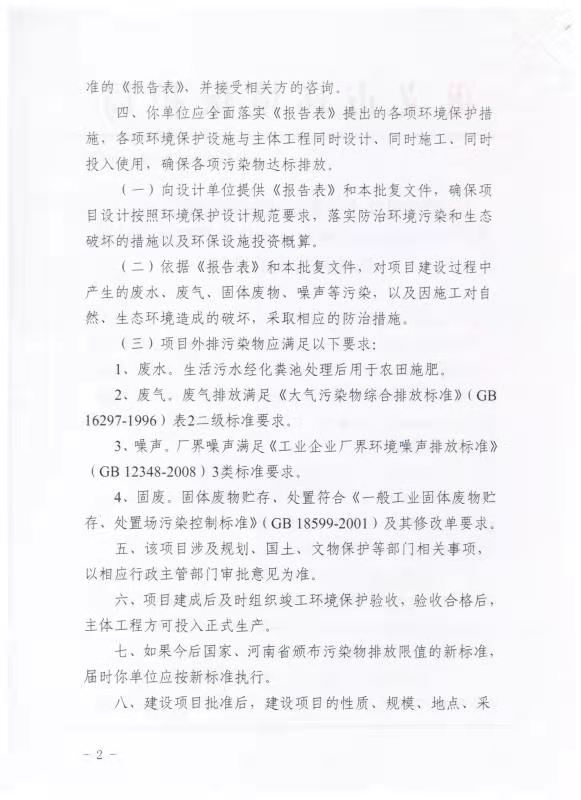 准的《报告表》，并接受相关方的咨询。
四、你单位应全面落实《报告表》提出的各项环境保护措
施，各项环境保护设施与主体工程同时设计、同时施工、同时
投入使用，确保各项污染物达标排放。
（一）向设计单位提供《报告表》和本批复文件，确保项
目设计按照环境保护设计规范要求，落实防治环境污染和生态
破坏的措施以及环保设施投资概算。
（二）依据《报告表》和本批复文件，对项目建设过程中
产生的废水、废气、固体废物、噪声等污染，以及因施工对自
然、生态环境造成的破坏，采取相应的防治措施。
（三）项目外排污染物应满足以下要求：
1、废水。生活污水经化粪池处理后用于农田施肥。
2、废气。废气排放满足《大气污染物综合排放标准》（GB
16297-1996）表2二级标准要求。
3、噪声。厂界噪声满足《工业企业厂界环境噪声排放标准》
（GB 12348-2008）3类标准要求。
4、固废。固体废物贮存、处置符合《一般工业固体废物贮
存、处置场污染控制标准》（GB 18599-2001）及其修改单要求。
五、该项目涉及规划、国土、文物保护等部门相关事项，
以相应行政主管部门审批意见为准。
六、项目建成后及时组织竣工环境保护验收，验收合格后，
主体工程方可投入正式生产。
七、如果今后国家、河南省颁布污染物排放限值的新标准，
届时你单位应按新标准执行。
八、建设项目批准后，建设项目的性质、规模、地点、采
- 2 -